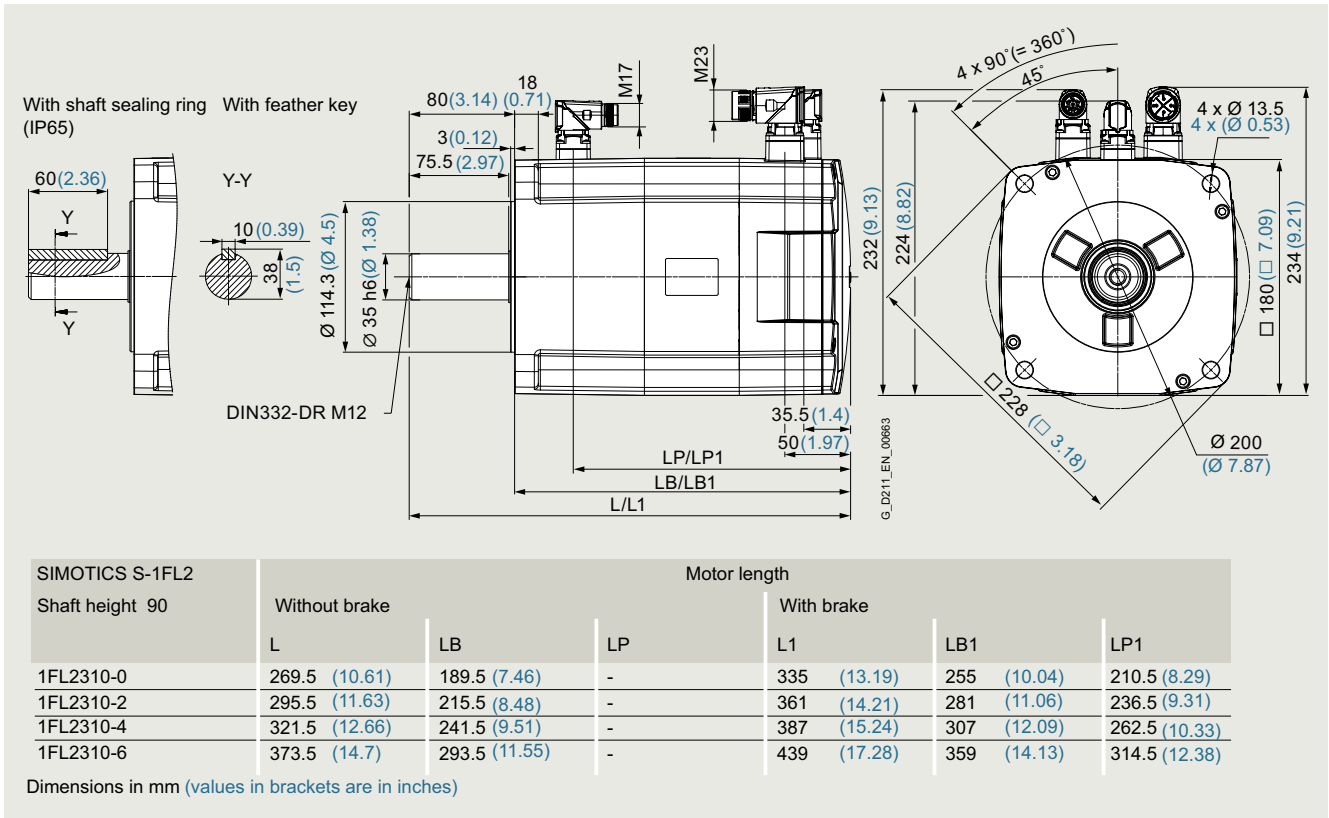 With shaft sealing ring
(IP65)
With feather key
60(2.36)
Y
Y
Y-Y
10(0.39)
38
(1.5)
18
80(3.14) (0.71)
3(0.12)
75.5(2.97)
Ø 114.3(Ø 4.5)
Ø 35 h6(Ø 1.38)
DIN332-DR M12
M17
M23
35.5(1.4)
50(1.97)
LP/LP1
LB/LB1
L/L1
G_D211_EN_00663
4 x 90˚(= 360˚)
45˚
4 x Ø 13.5
4 x (Ø 0.53)
232 (9.13)
224 (8.82)
□ 180 (□ 7.09)
234 (9.21)
□ 228 (□ 3.18)
Ø 200
(Ø 7.87)
SIMOTICS S-1FL2 Motor length
Shaft height 90 Without brake With brake
L LB LP L1 LB1 LP1
1FL2310-0 269.5 (10.61) 189.5 (7.46) - 335 (13.19) 255 (10.04) 210.5 (8.29)
1FL2310-2 295.5 (11.63) 215.5 (8.48) - 361 (14.21) 281 (11.06) 236.5 (9.31)
1FL2310-4 321.5 (12.66) 241.5 (9.51) - 387 (15.24) 307 (12.09) 262.5 (10.33)
1FL2310-6 373.5 (14.7) 293.5 (11.55) - 439 (17.28) 359 (14.13) 314.5 (12.38)
Dimensions in mm (values in brackets are in inches)